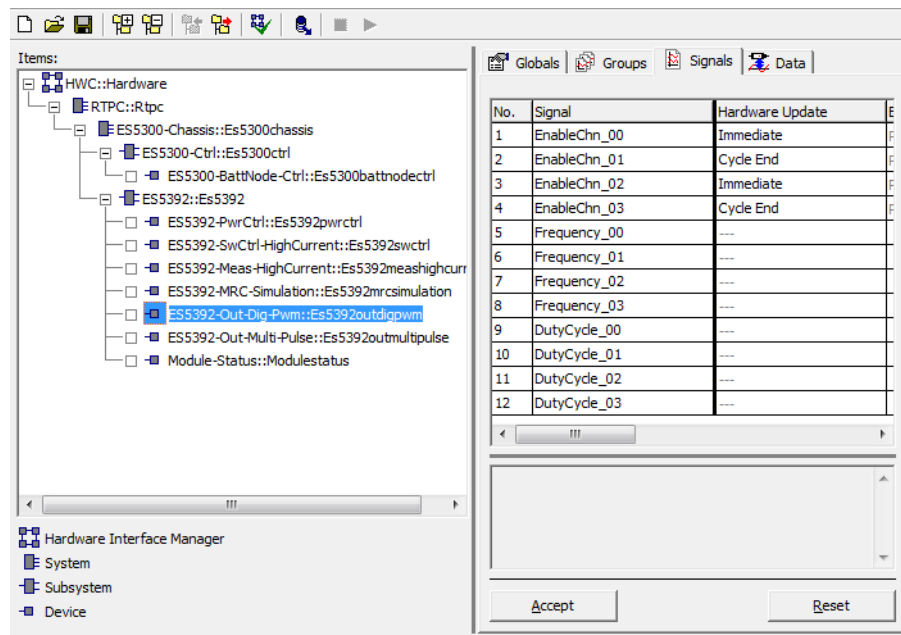 Items:
HWC::Hardware
RTPC::Rtpc
ES5300-Chassis::Es5300chassis
ES5300-Ctrl::Es5300ctrl
ES5300-BattNode-Ctrl::Es5300battnodectrl
ES5392::Es5392
ES5392-PwrCtrl::Es5392pwrctrl
ES5392-SwCtrl-HighCurrent::Es5392swctrl
ES5392-Meas-HighCurrent::Es5392meashighcurr
ES5392-MRC-Simulation::Es5392mrcsimulation
ES5392-Out-Dig-Pwm::Es5392outdigpwm
ES5392-Out-Multi-Pulse::Es5392outmultipulse
Module-Status::Modulestatus
Hardware Interface Manager
System
Subsystem
Device
Globals Groups Signals Data
No. Signal Hardware Update
1 EnableChn_00 Immediate
2 EnableChn_01 Cycle End
3 EnableChn_02 Immediate
4 EnableChn_03 Cycle End
5 Frequency_00 ---
6 Frequency_01 ---
7 Frequency_02 ---
8 Frequency_03 ---
9 DutyCycle_00 ---
10 DutyCycle_01 ---
11 DutyCycle_02 ---
12 DutyCycle_03 ---
Accept Reset